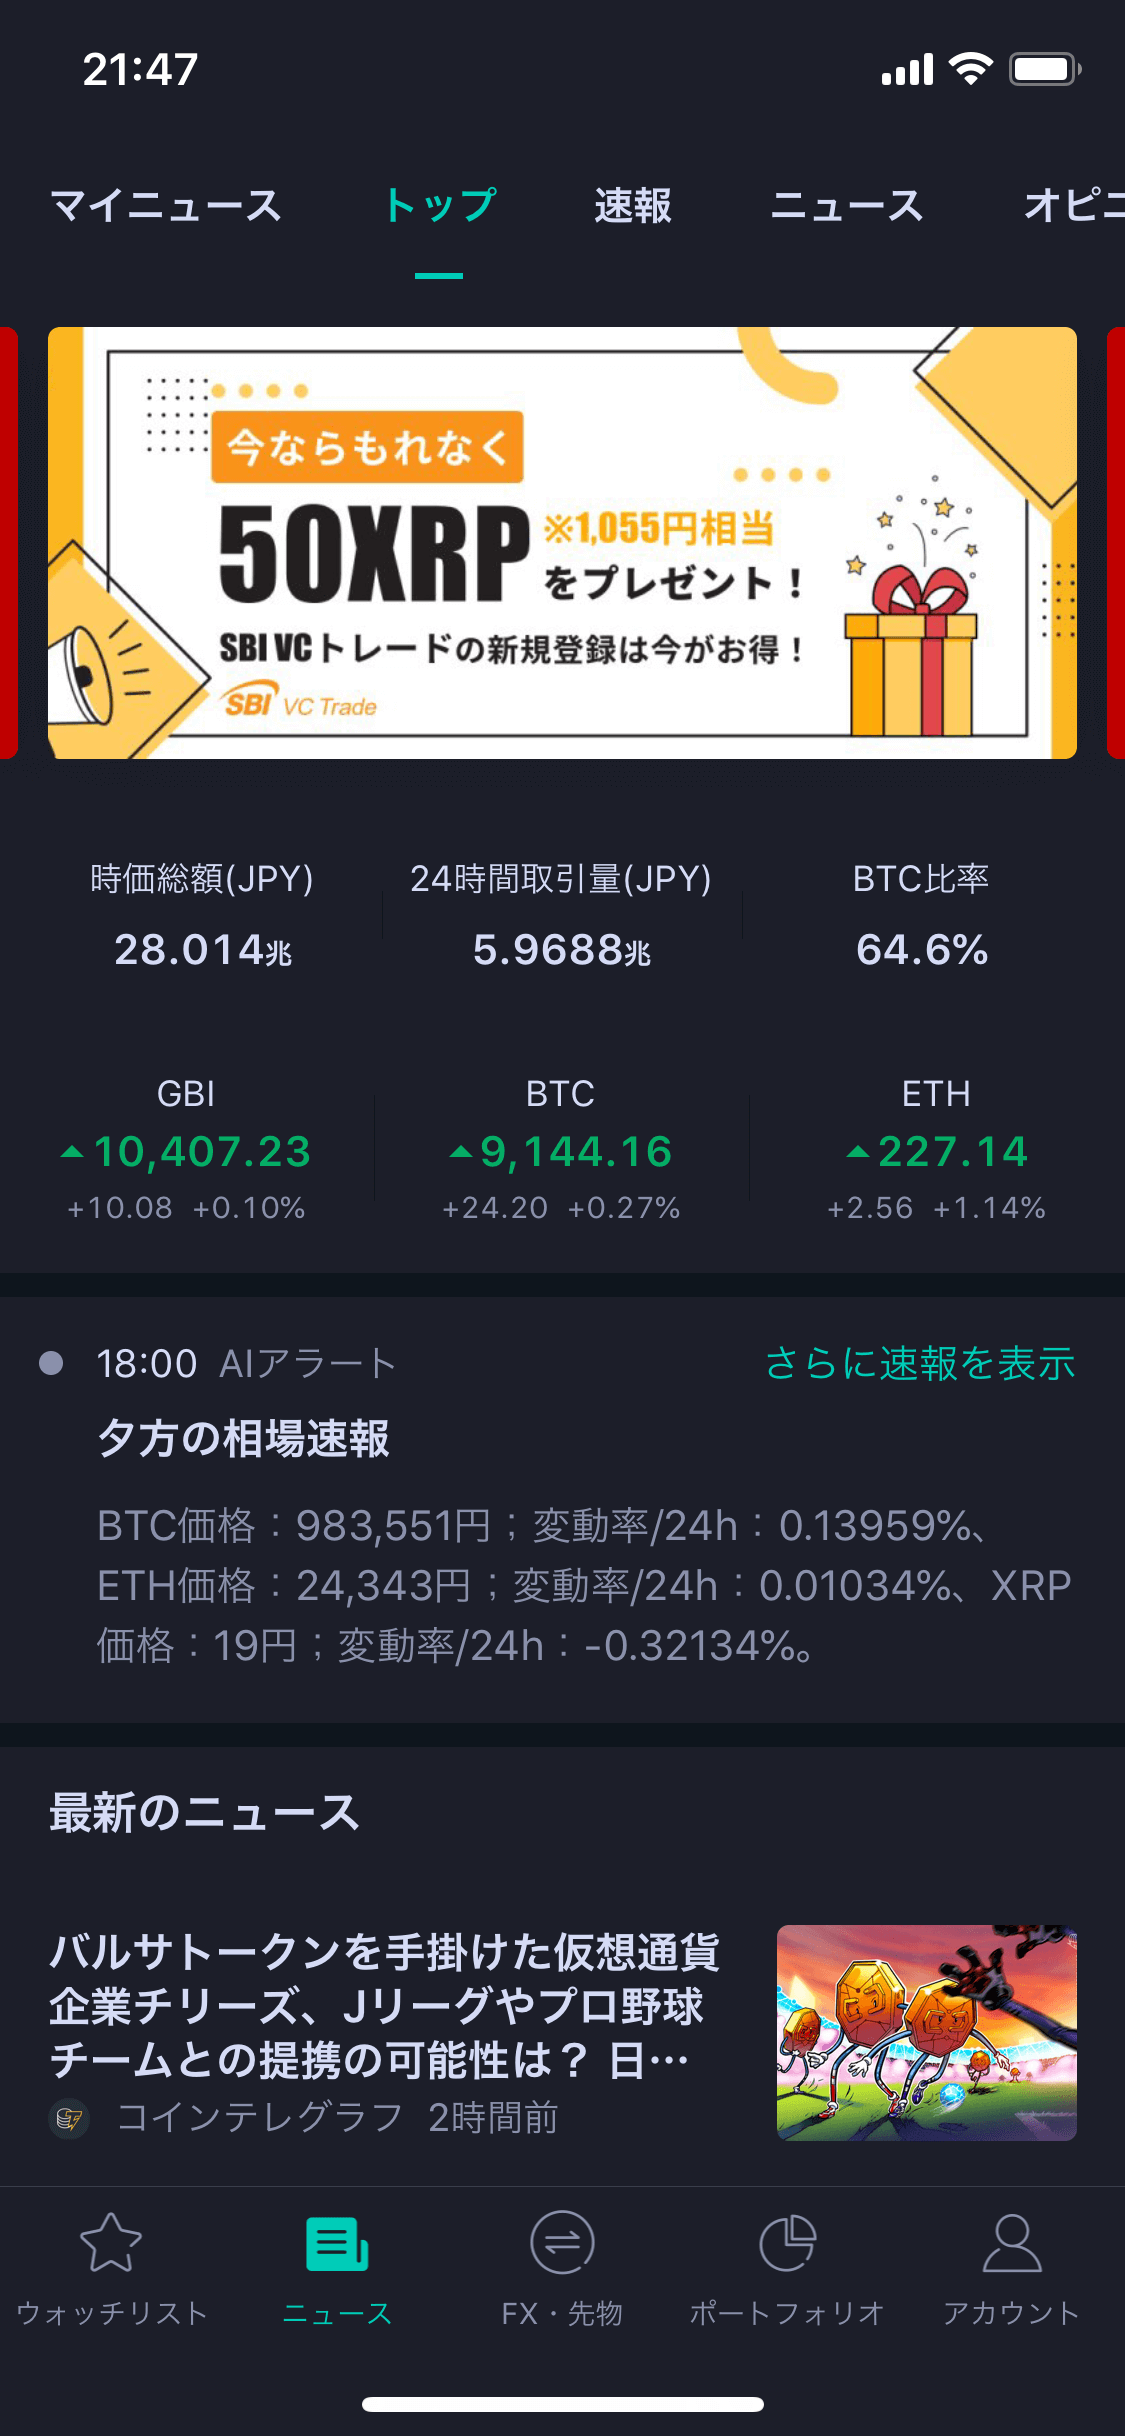 21:47
マイニュース トップ 速報 ニュース オピニ
今ならもれなく
50XRP ※1,055円相当
をプレゼント！
SBI VCトレードの新規登録は今がお得！
SBI VC Trade
時価総額(JPY) 24時間取引量(JPY) BTC比率
28.014兆 5.9688兆 64.6%
GBI BTC ETH
10,407.23 9,144.16 227.14
+10.08 +0.10% +24.20 +0.27% +2.56 +1.14%
18:00 AIアラート さらに速報を表示
夕方の相場速報
BTC価格：983,551円；変動率/24h：0.13959%、
ETH価格：24,343円；変動率/24h：0.01034%、XRP
価格：19円；変動率/24h：-0.32134%。
最新のニュース
バルサトークンを手掛けた仮想通貨
企業チリーズ、Jリーグやプロ野球
チームとの提携の可能性は？ 日…
コインテレグラフ 2時間前
ウォッチリスト ニュース FX・先物 ポートフォリオ アカウント